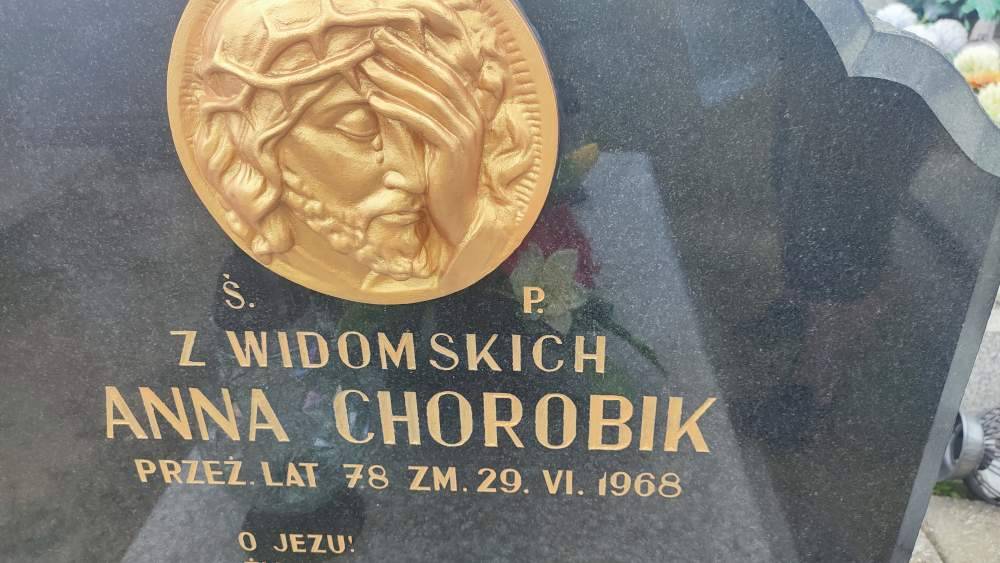 Ś. P.
Z WIDOMSKICH
ANNA CHOROBIK
PRZEŻ. LAT 78 ZM. 29. VI. 1968
O JEZU!